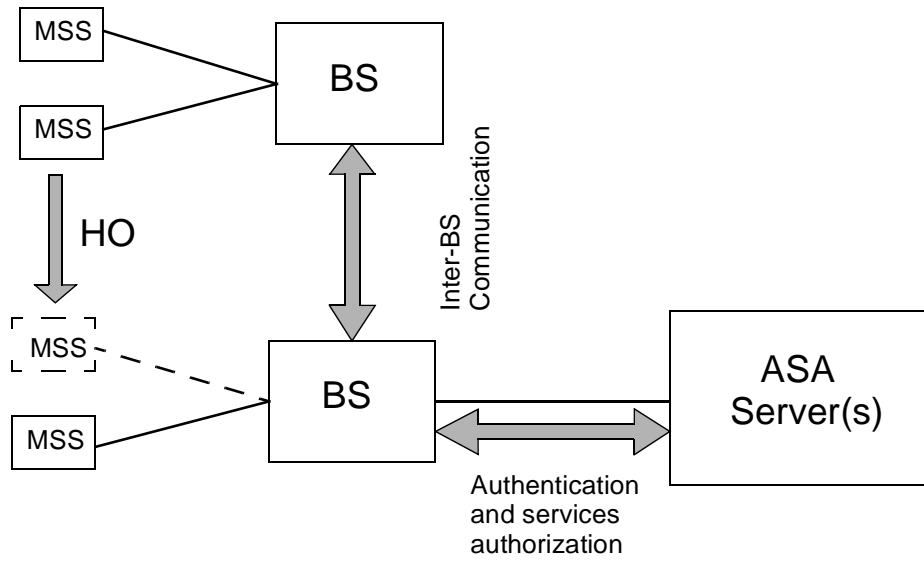 MSS
BS
MSS
HO
Inter-BS
Communication
MSS
BS
MSS
ASA
Server(s)
Authentication
and services
authorization